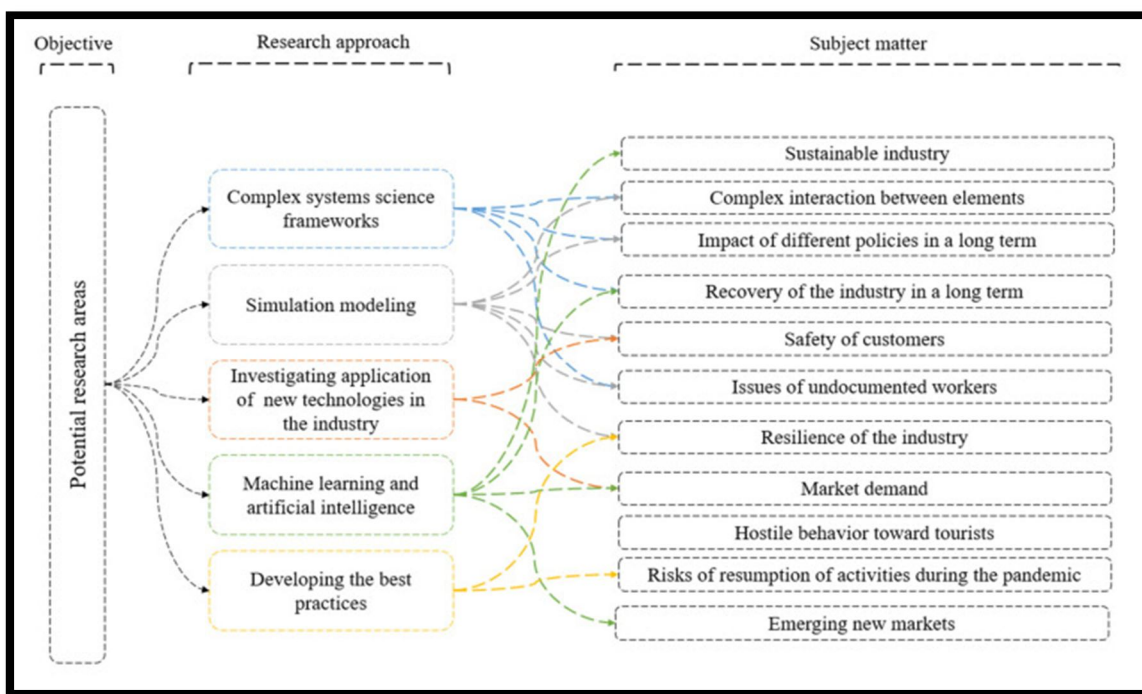 Objective
Research approach
Subject matter
Potential research areas
Complex systems science
frameworks
Simulation modeling
Investigating application
of new technologies in
the industry
Machine learning and
artificial intelligence
Developing the best
practices
Sustainable industry
Complex interaction between elements
Impact of different policies in a long term
Recovery of the industry in a long term
Safety of customers
Issues of undocumented workers
Resilience of the industry
Market demand
Hostile behavior toward tourists
Risks of resumption of activities during the pandemic
Emerging new markets